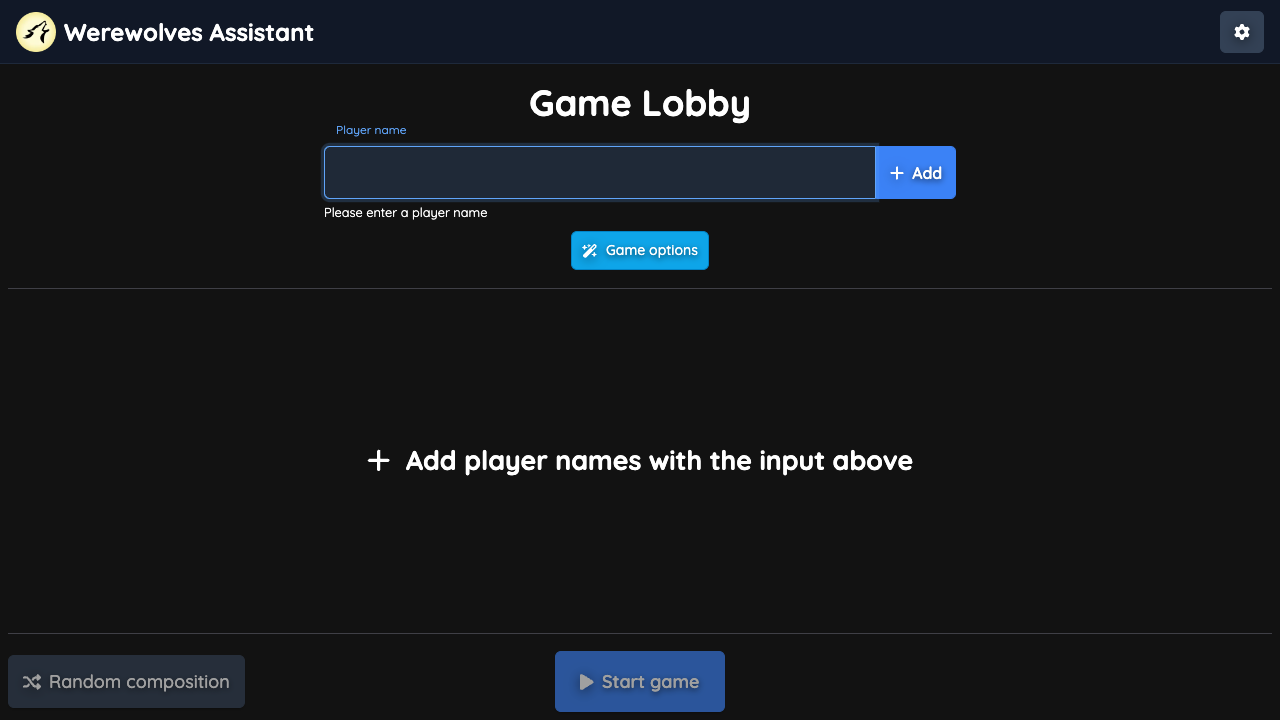 Werewolves Assistant
Game Lobby
Player name
Add
Please enter a player name
Game options
Add player names with the input above
Random composition
Start game